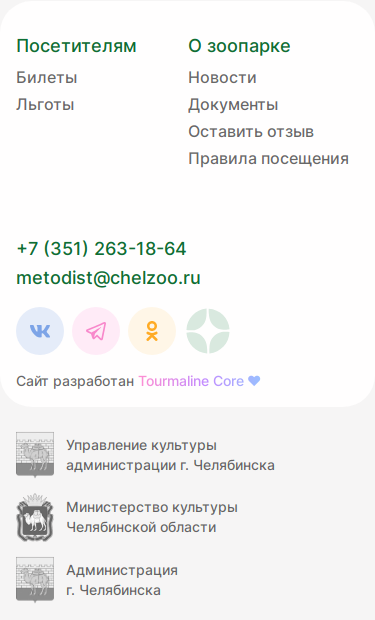 Посетителям
Билеты
Льготы
О зоопарке
Новости
Документы
Оставить отзыв
Правила посещения
+7 (351) 263-18-64
metodist@chelzoo.ru
Сайт разработан Tourmaline Core
Управление культуры
администрации г. Челябинска
Министерство культуры
Челябинской области
Администрация
г. Челябинска